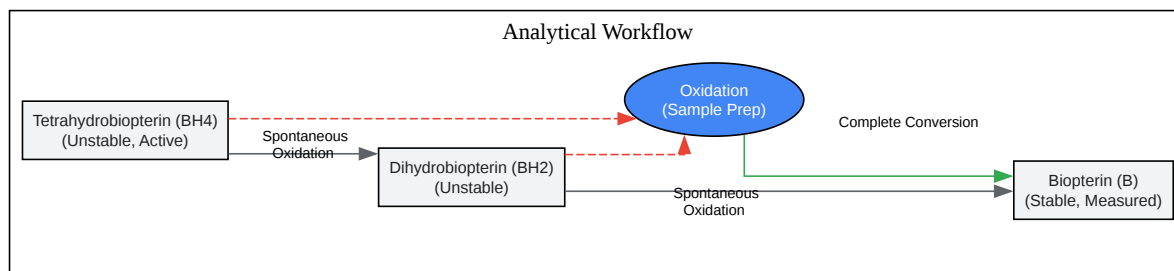 Analytical Workflow
Tetrahydrobiopterin (BH4)
(Unstable, Active)
Spontaneous
Oxidation
Dihydrobiopterin (BH2)
(Unstable)
Oxidation
(Sample Prep)
Complete Conversion
Spontaneous
Oxidation
Biopterin (B)
(Stable, Measured)